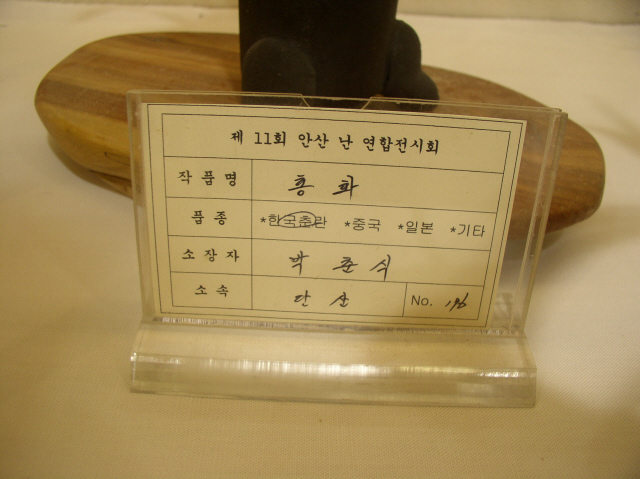 제 11회 안산 난 연합전시회
작품명 홍화
품종 *한국춘란 *중국 *일본 *기타
소장자 박춘식
소속 단산 No. 196